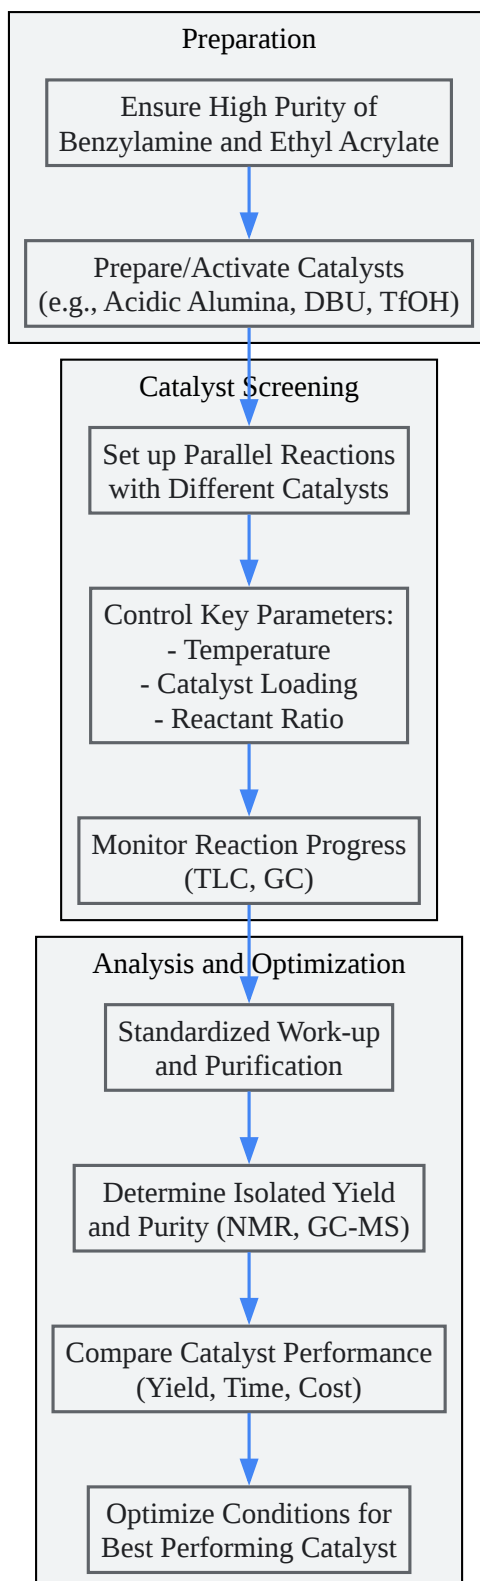 Preparation
Ensure High Purity of
Benzylamine and Ethyl Acrylate
Prepare/Activate Catalysts
(e.g., Acidic Alumina, DBU, TfOH)
Catalyst Screening
Set up Parallel Reactions
with Different Catalysts
Control Key Parameters:
- Temperature
- Catalyst Loading
- Reactant Ratio
Monitor Reaction Progress
(TLC, GC)
Analysis and Optimization
Standardized Work-up
and Purification
Determine Isolated Yield
and Purity (NMR, GC-MS)
Compare Catalyst Performance
(Yield, Time, Cost)
Optimize Conditions for
Best Performing Catalyst